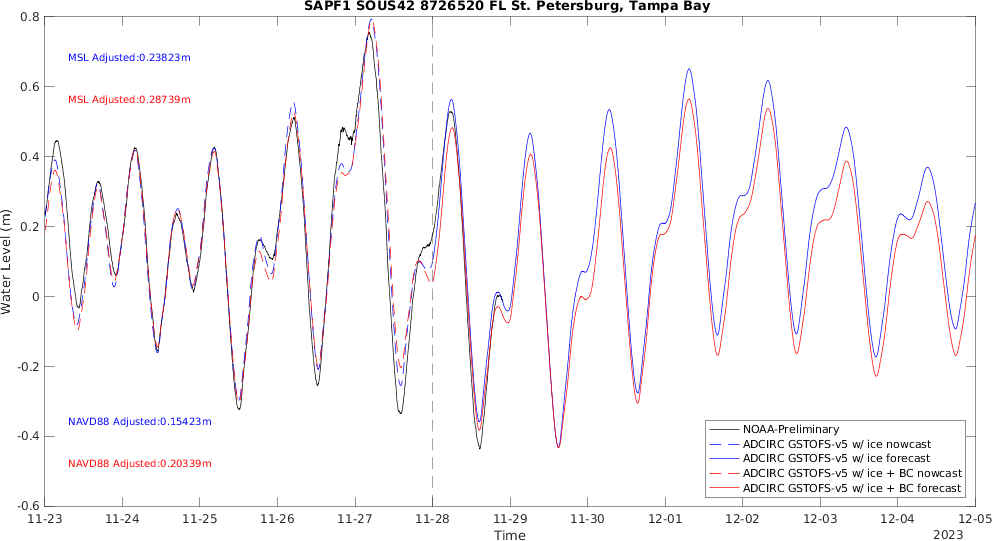 SAPF1 SOUS42 8726520 FL St. Petersburg, Tampa Bay
0.8
0.6
0.4
0.2
0
-0.2
-0.4
-0.6
Water Level (m)
MSL Adjusted:0.23823m
MSL Adjusted:0.28739m
NAVD88 Adjusted:0.15423m
NAVD88 Adjusted:0.20339m
NOAA-Preliminary
ADCIRC GSTOFS-v5 w/ ice nowcast
ADCIRC GSTOFS-v5 w/ ice forecast
ADCIRC GSTOFS-v5 w/ ice + BC nowcast
ADCIRC GSTOFS-v5 w/ ice + BC forecast
11-23 11-24 11-25 11-26 11-27 11-28 11-29 11-30 12-01 12-02 12-03 12-04 12-05
Time
2023